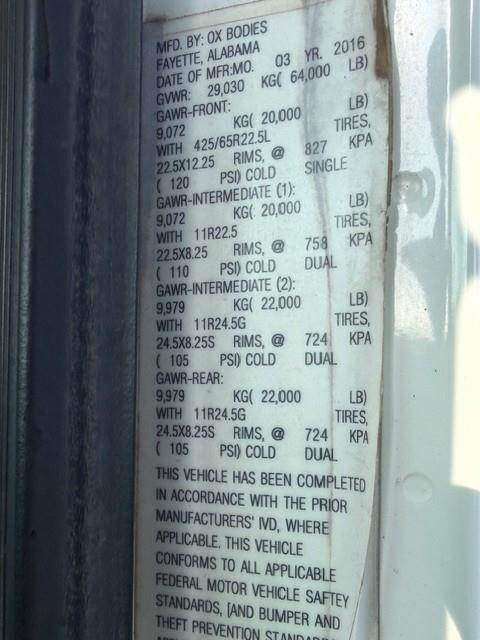 MFD. BY: OX BODIES
FAYETTE, ALABAMA
DATE OF MFR:MO. 03 YR. 2016
GVWR: 29,030 KG( 64,000 LB)
GAWR-FRONT:
9,072 KG( 20,000 LB)
WITH 425/65R22.5L TIRES,
22.5X12.25 RIMS, @ 827 KPA
( 120 PSI) COLD SINGLE
GAWR-INTERMEDIATE (1):
9,072 KG( 20,000 LB)
WITH 11R22.5 TIRES,
22.5X8.25 RIMS, @ 758 KPA
( 110 PSI) COLD DUAL
GAWR-INTERMEDIATE (2):
9,979 KG( 22,000 LB)
WITH 11R24.5G TIRES,
24.5X8.25S RIMS, @ 724 KPA
( 105 PSI) COLD DUAL
GAWR-REAR:
9,979 KG( 22,000 LB)
WITH 11R24.5G TIRES,
24.5X8.25S RIMS, @ 724 KPA
( 105 PSI) COLD DUAL
THIS VEHICLE HAS BEEN COMPLETED
IN ACCORDANCE WITH THE PRIOR
MANUFACTURERS' IVD, WHERE
APPLICABLE. THIS VEHICLE
CONFORMS TO ALL APPLICABLE
FEDERAL MOTOR VEHICLE SAFTEY
STANDARDS, [AND BUMPER AND
THEFT PREVENTION